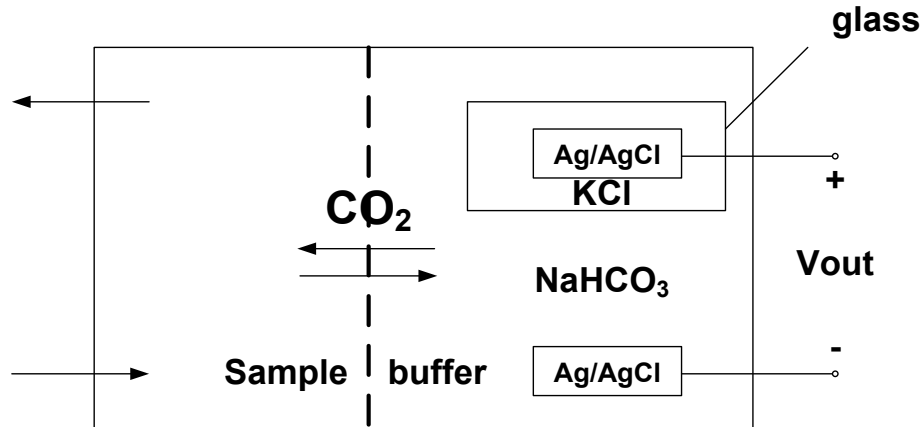 glass
Ag/AgCl
KCl
+
CO₂
Vout
NaHCO₃
-
Sample buffer
Ag/AgCl